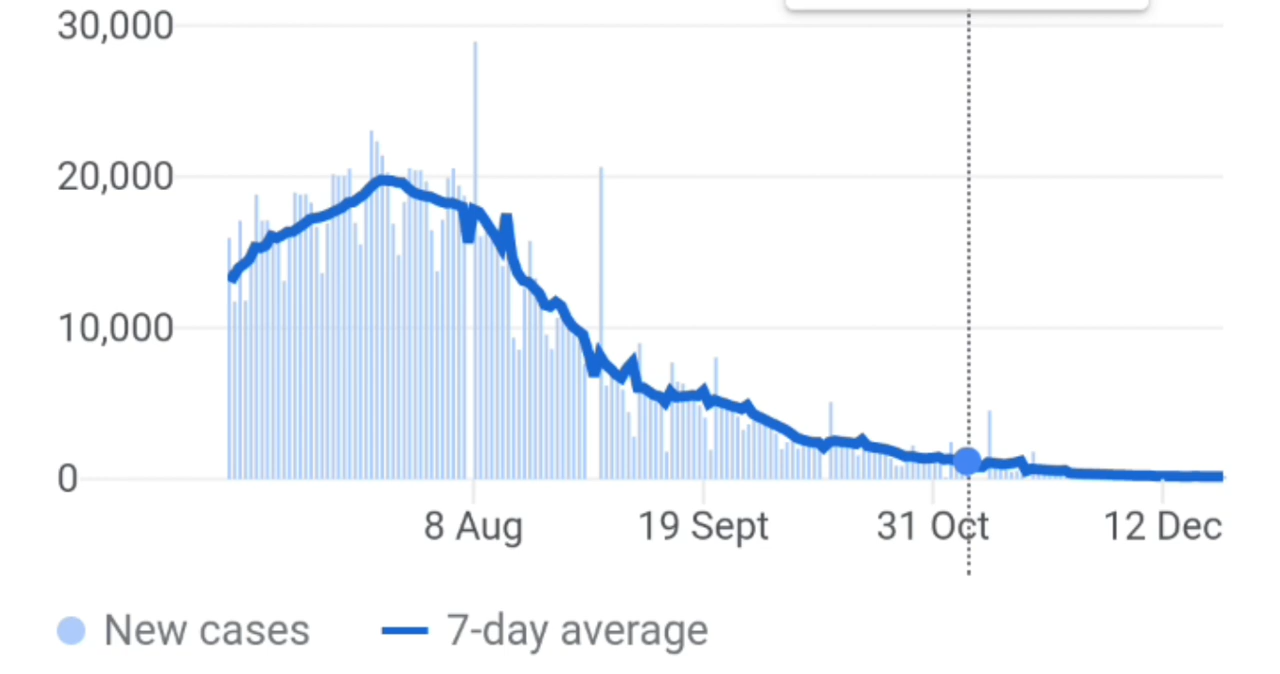 30,000
20,000
10,000
0
8 Aug 19 Sept 31 Oct 12 Dec
New cases 7-day average